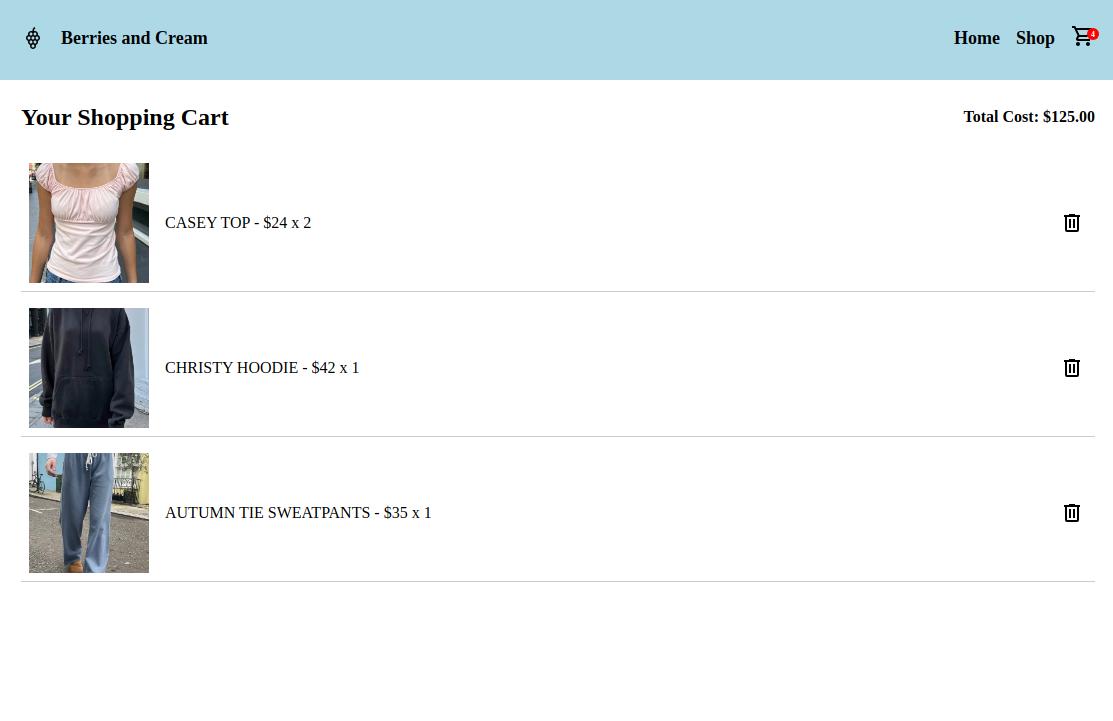 Berries and Cream
Home
Shop
4
Your Shopping Cart
Total Cost: $125.00
CASEY TOP - $24 x 2
CHRISTY HOODIE - $42 x 1
AUTUMN TIE SWEATPANTS - $35 x 1